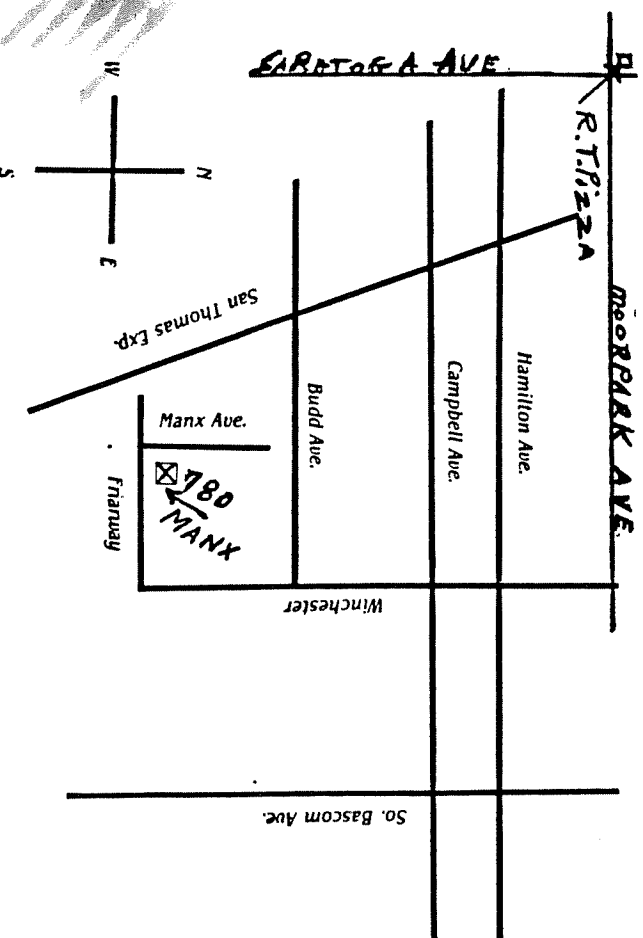 SARATOGA AVE
R.T. PizzA
MOORPARK AVE.
W
N
S
E
San Thomas Exp.
Hamilton Ave.
Campbell Ave.
Budd Ave.
Manx Ave.
780
MANX
Friarway
Winchester
So. Bascom Ave.